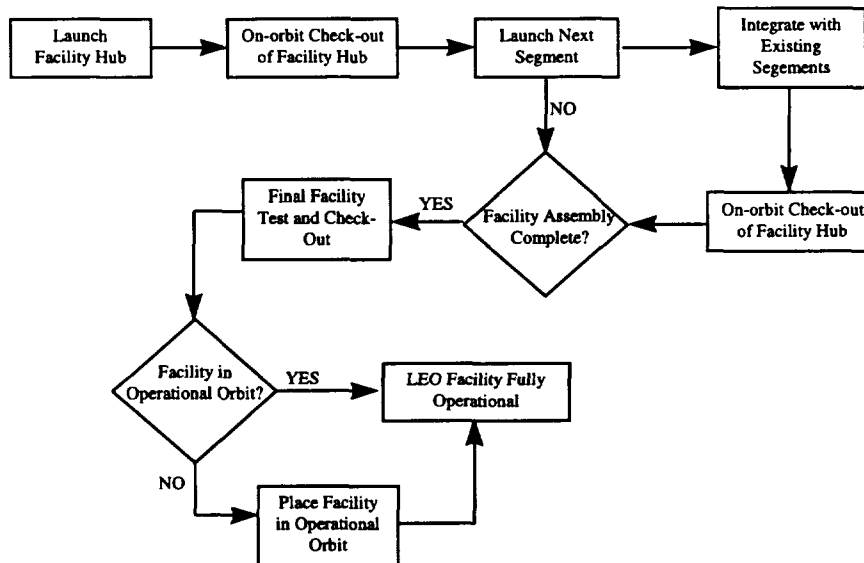 Launch
Facility Hub
On-orbit Check-out
of Facility Hub
Launch Next
Segment
Integrate with
Existing
Segements
NO
Final Facility
Test and Check-
Out
YES
Facility Assembly
Complete?
On-orbit Check-out
of Facility Hub
Facility in
Operational Orbit?
YES
LEO Facility Fully
Operational
NO
Place Facility
in Operational
Orbit